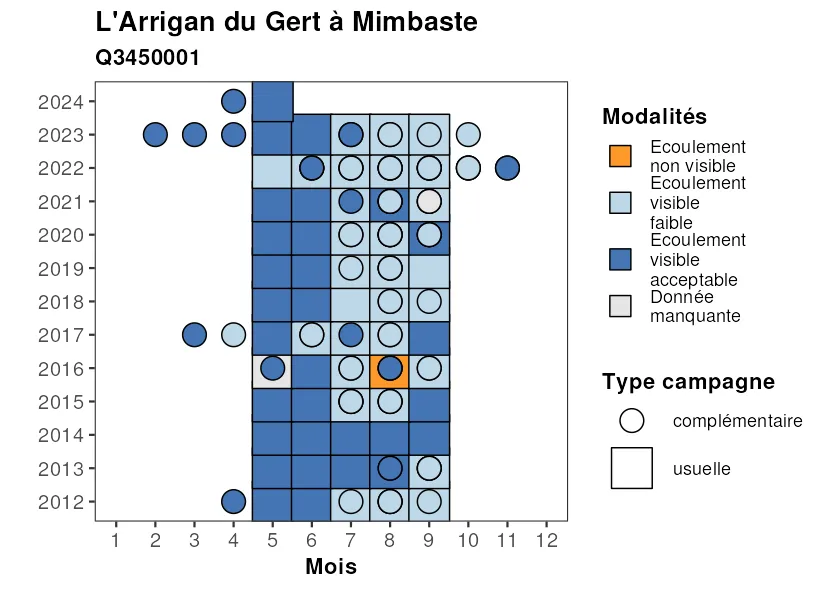 L'Arrigan du Gert à Mimbaste
Q3450001
2024
2023
2022
2021
2020
2019
2018
2017
2016
2015
2014
2013
2012
1 2 3 4 5 6 7 8 9 10 11 12
Mois
Modalités
Ecoulement
non visible
Ecoulement
visible
faible
Ecoulement
visible
acceptable
Donnée
manquante
Type campagne
complémentaire
usuelle